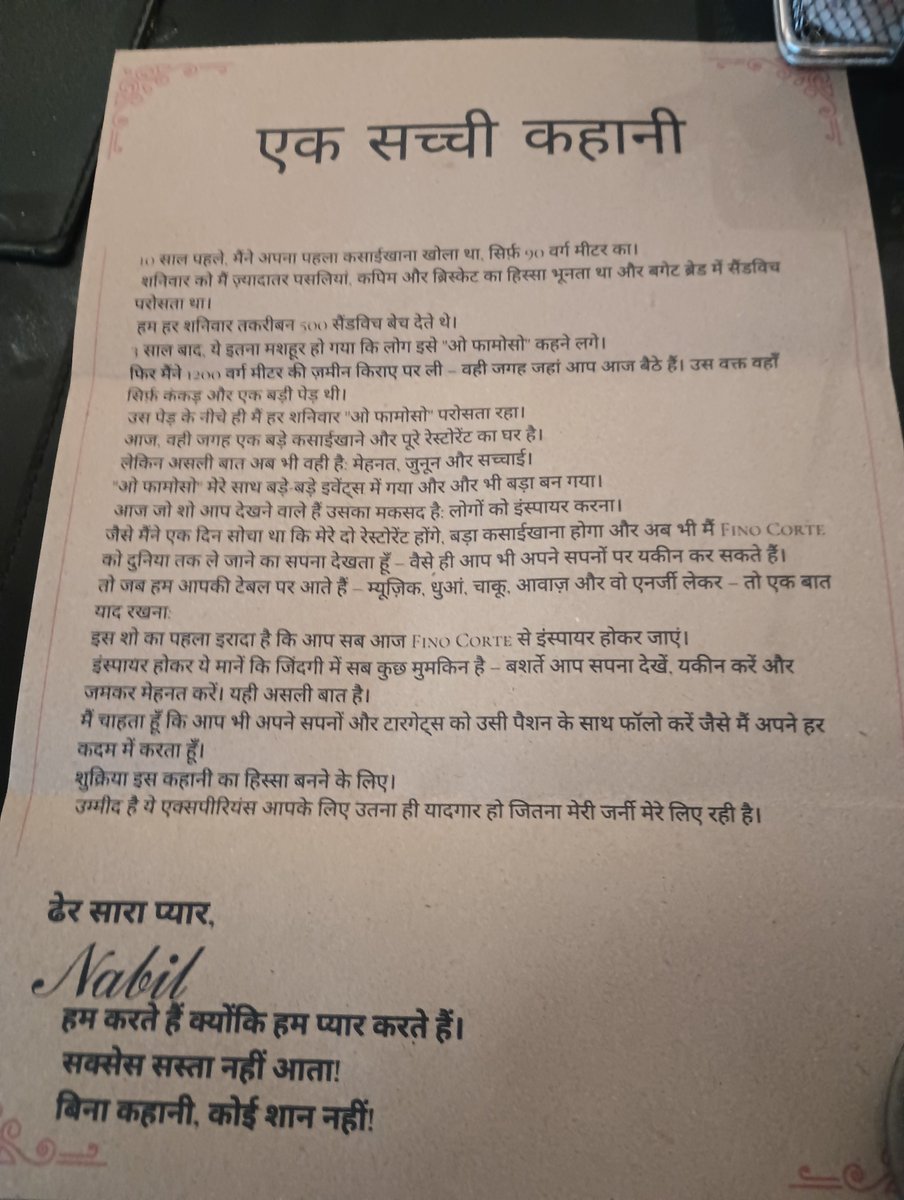 एक सच्ची कहानी
10 साल पहले, मैंने अपना पहला कसाईखाना खोला था, सिर्फ़ 90 वर्ग मीटर का।
शनिवार को मैं ज़्यादातर पसलियां, कपिम और ब्रिस्केट का हिस्सा भूनता था और बगेट ब्रेड में सैंडविच
परोसता था।
हम हर शनिवार तकरीबन 500 सैंडविच बेच देते थे।
3 साल बाद, ये इतना मशहूर हो गया कि लोग इसे "ओ फामोसो" कहने लगे।
फिर मैंने 1200 वर्ग मीटर की ज़मीन किराए पर ली – वही जगह जहां आप आज बैठे हैं। उस वक्त वहाँ
सिर्फ़ कंकड़ और एक बड़ी पेड़ थी।
उस पेड़ के नीचे ही मैं हर शनिवार "ओ फामोसो" परोसता रहा।
आज, वही जगह एक बड़े कसाईखाने और पूरे रेस्टोरेंट का घर है।
लेकिन असली बात अब भी वही है: मेहनत, जुनून और सच्चाई।
"ओ फामोसो" मेरे साथ बड़े-बड़े इवेंट्स में गया और और भी बड़ा बन गया।
आज जो शो आप देखने वाले हैं उसका मकसद है: लोगों को इंस्पायर करना।
जैसे मैंने एक दिन सोचा था कि मेरे दो रेस्टोरेंट होंगे, बड़ा कसाईखाना होगा और अब भी मैं FINO CORTE
को दुनिया तक ले जाने का सपना देखता हूँ – वैसे ही आप भी अपने सपनों पर यकीन कर सकते हैं।
तो जब हम आपकी टेबल पर आते हैं – म्यूज़िक, धुआं, चाकू, आवाज़ और वो एनर्जी लेकर – तो एक बात
याद रखना:
इस शो का पहला इरादा है कि आप सब आज FINO CORTE से इंस्पायर होकर जाएं।
इंस्पायर होकर ये मानें कि जिंदगी में सब कुछ मुमकिन है – बशर्ते आप सपना देखें, यकीन करें और
जमकर मेहनत करें। यही असली बात है।
मैं चाहता हूँ कि आप भी अपने सपनों और टारगेट्स को उसी पैशन के साथ फॉलो करें जैसे मैं अपने हर
कदम में करता हूँ।
शुक्रिया इस कहानी का हिस्सा बनने के लिए।
उम्मीद है ये एक्सपीरियंस आपके लिए उतना ही यादगार हो जितना मेरी जर्नी मेरे लिए रही है।
ढेर सारा प्यार,
Nabil
हम करते हैं क्योंकि हम प्यार करते हैं।
सक्सेस सस्ता नहीं आता!
बिना कहानी, कोई शान नहीं!